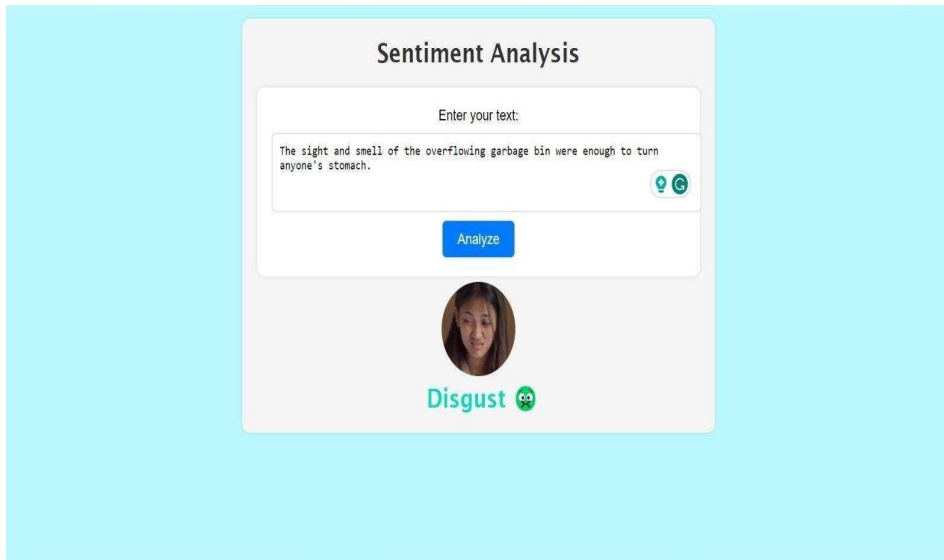 Sentiment Analysis
Enter your text:
The sight and smell of the overflowing garbage bin were enough to turn
anyone's stomach.
Analyze
Disgust